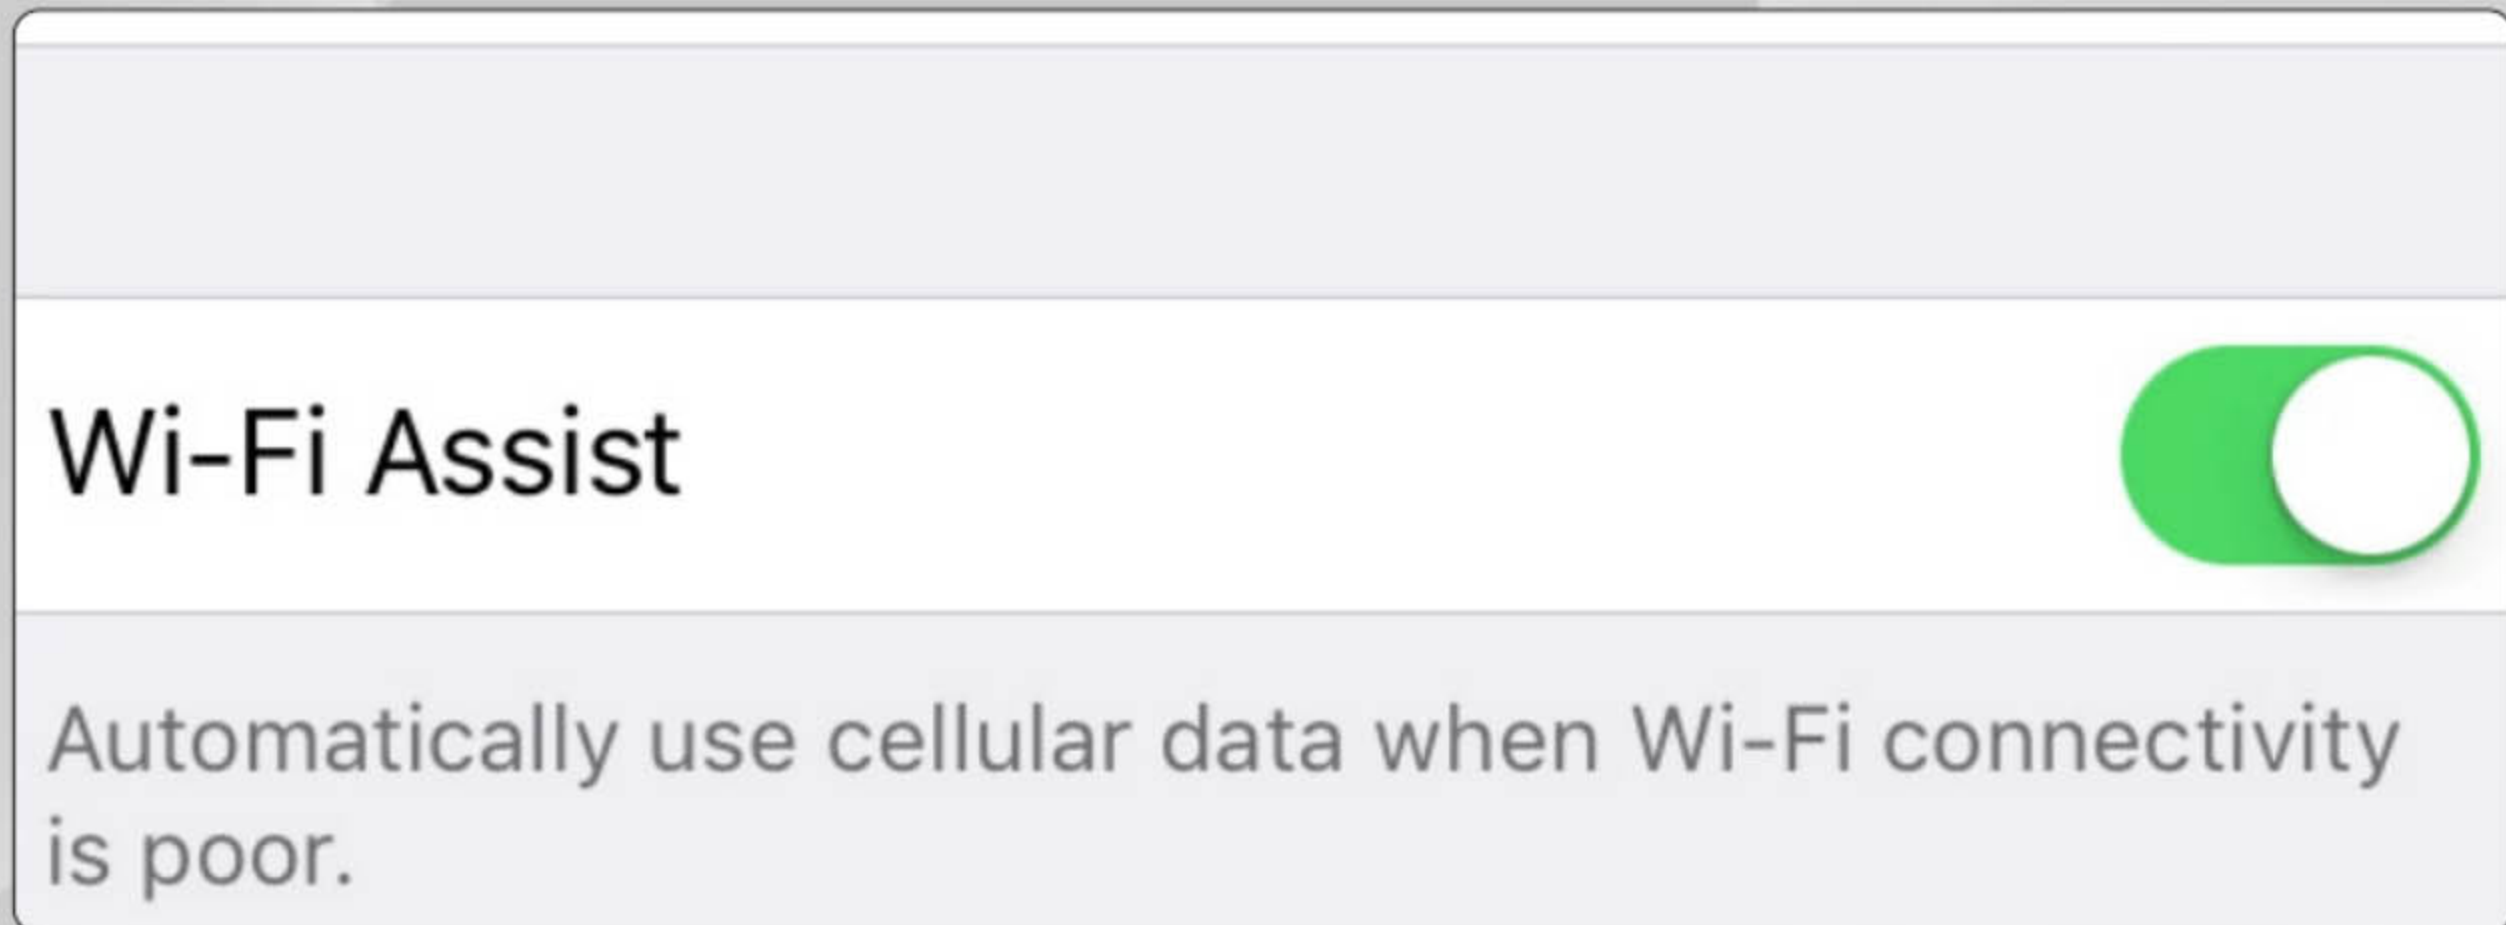 Wi-Fi Assist
Automatically use cellular data when Wi-Fi connectivity
is poor.